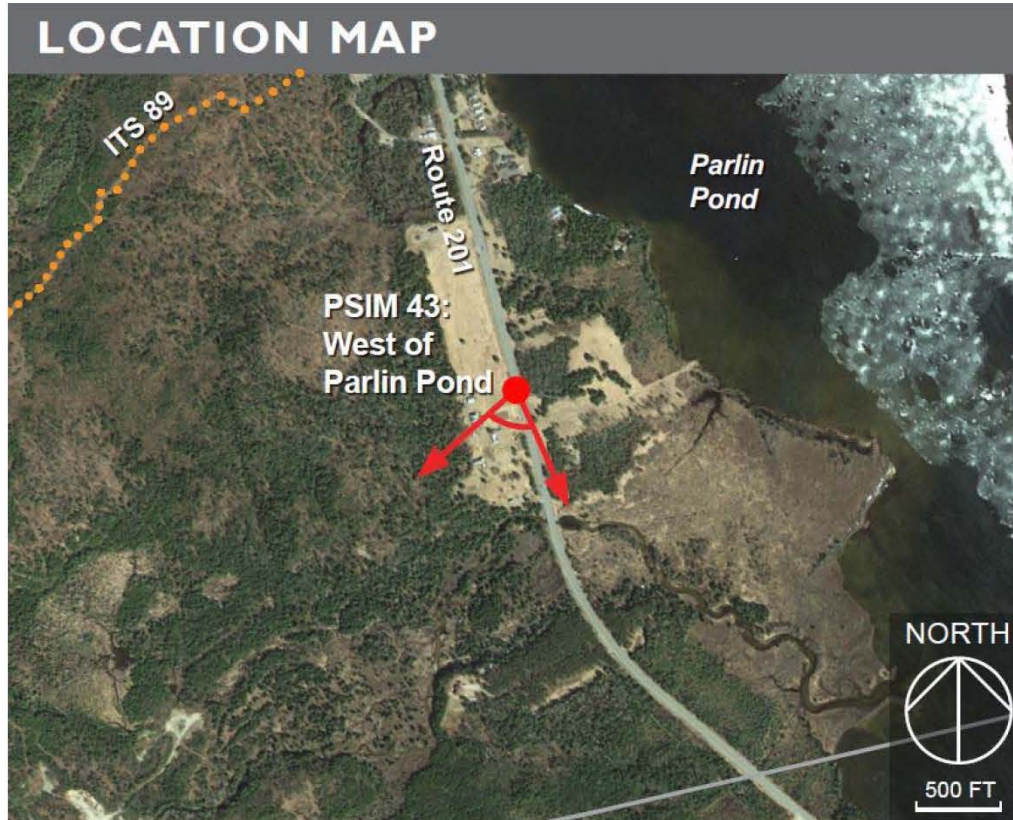 LOCATION MAP
ITS 89
Route 201
Parlin
Pond
PSIM 43:
West of
Parlin Pond
NORTH
500 FT